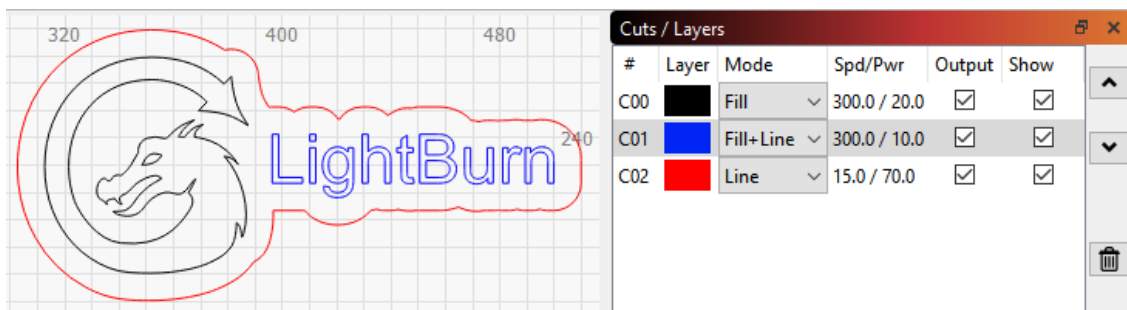 320 400 480
240
LightBurn
Cuts / Layers
# Layer Mode Spd/Pwr Output Show
C00 Fill 300.0 / 20.0
C01 Fill+Line 300.0 / 10.0
C02 Line 15.0 / 70.0